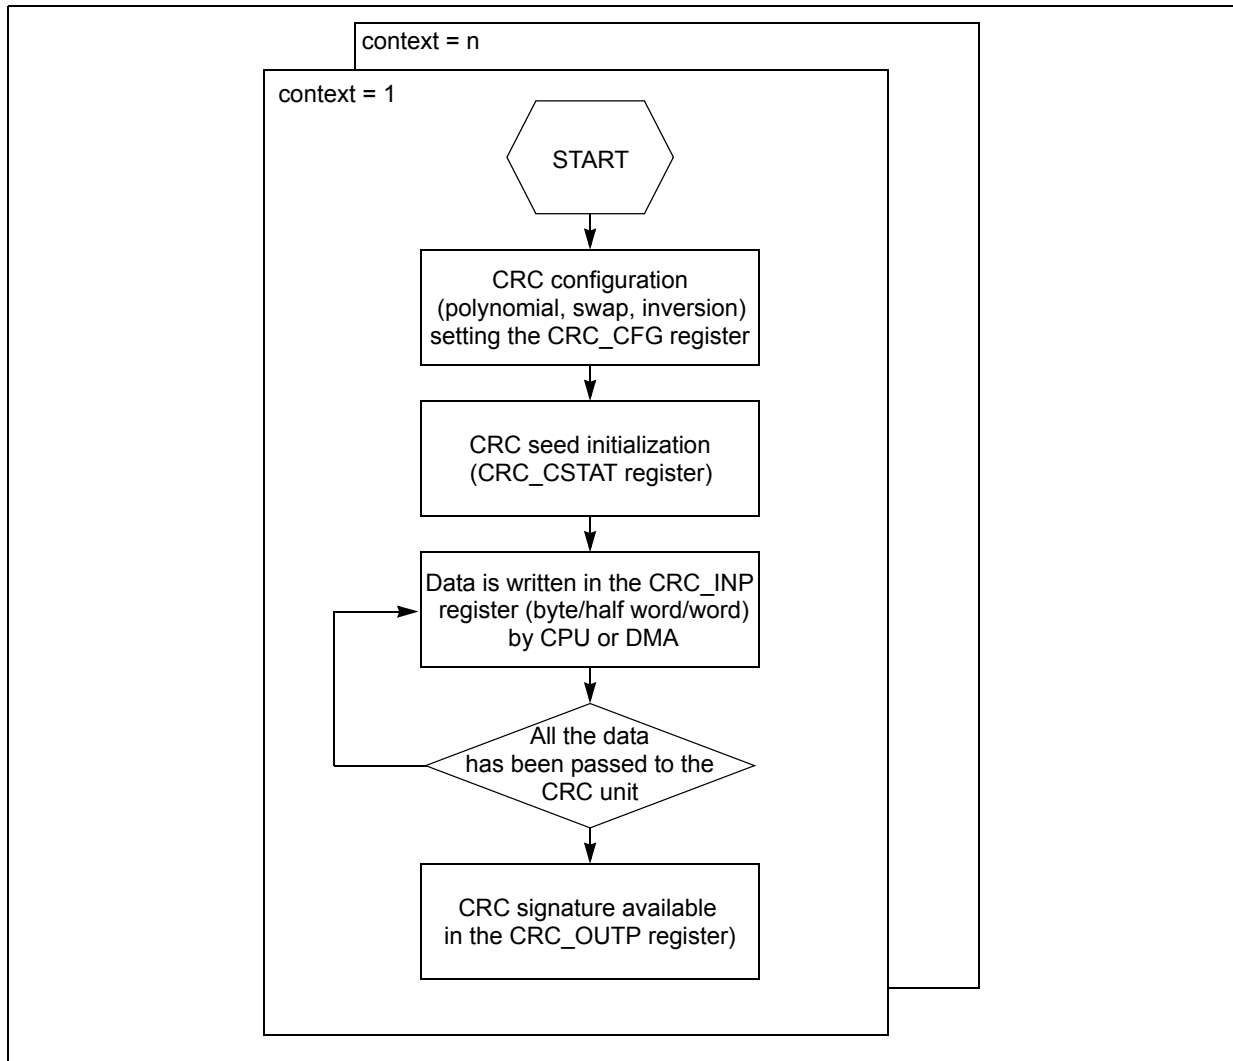 context = n
context = 1
START
CRC configuration
(polynomial, swap, inversion)
setting the CRC_CFG register
CRC seed initialization
(CRC_CSTAT register)
Data is written in the CRC_INP
register (byte/half word/word)
by CPU or DMA
All the data
has been passed to the
CRC unit
CRC signature available
in the CRC_OUTP register)